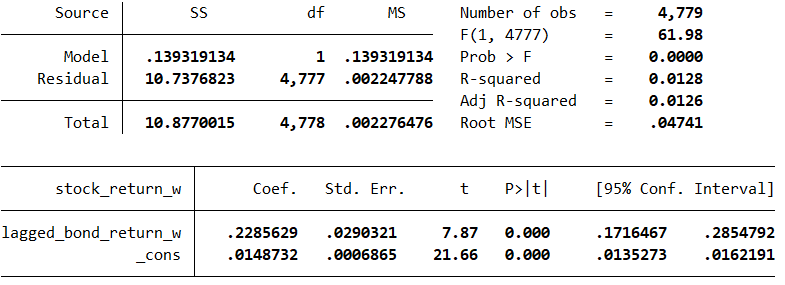 Source SS df MS Number of obs = 4,779
F(1, 4777) = 61.98
Model .139319134 1 .139319134 Prob > F = 0.0000
Residual 10.7376823 4,777 .002247788 R-squared = 0.0128
Adj R-squared = 0.0126
Total 10.8770015 4,778 .002276476 Root MSE = .04741
stock_return_w Coef. Std. Err. t P>|t| [95% Conf. Interval]
lagged_bond_return_w .2285629 .0290321 7.87 0.000 .1716467 .2854792
_cons .0148732 .0006865 21.66 0.000 .0135273 .0162191